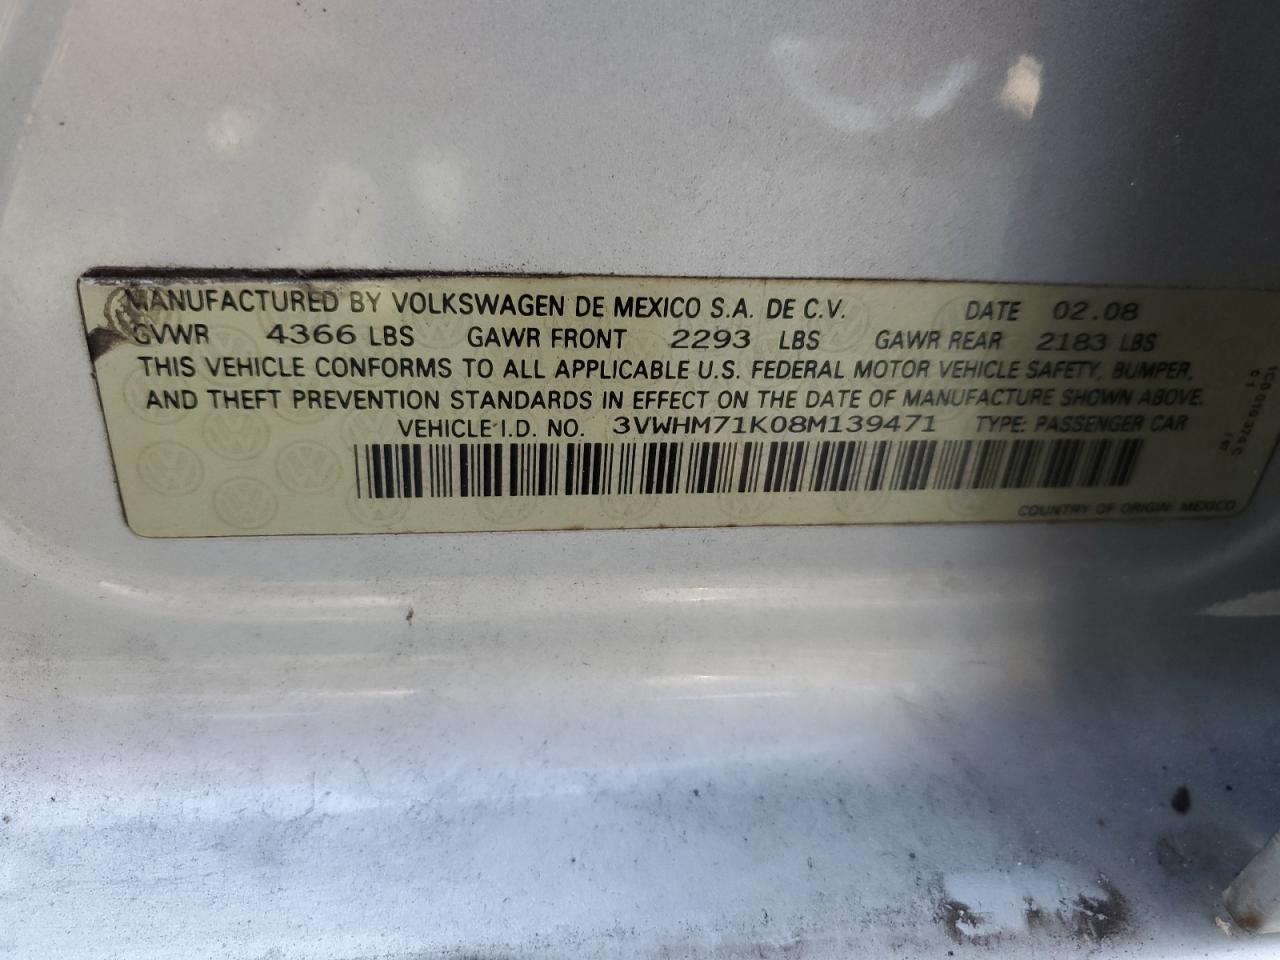 MANUFACTURED BY VOLKSWAGEN DE MEXICO S.A. DE C.V. DATE 02.08
GVWR 4366 LBS GAWR FRONT 2293 LBS GAWR REAR 2183 LBS
THIS VEHICLE CONFORMS TO ALL APPLICABLE U.S. FEDERAL MOTOR VEHICLE SAFETY, BUMPER,
AND THEFT PREVENTION STANDARDS IN EFFECT ON THE DATE OF MANUFACTURE SHOWN ABOVE.
VEHICLE I.D. NO. 3VWHM71K08M139471 TYPE: PASSENGER CAR
COUNTRY OF ORIGIN: MEXICO